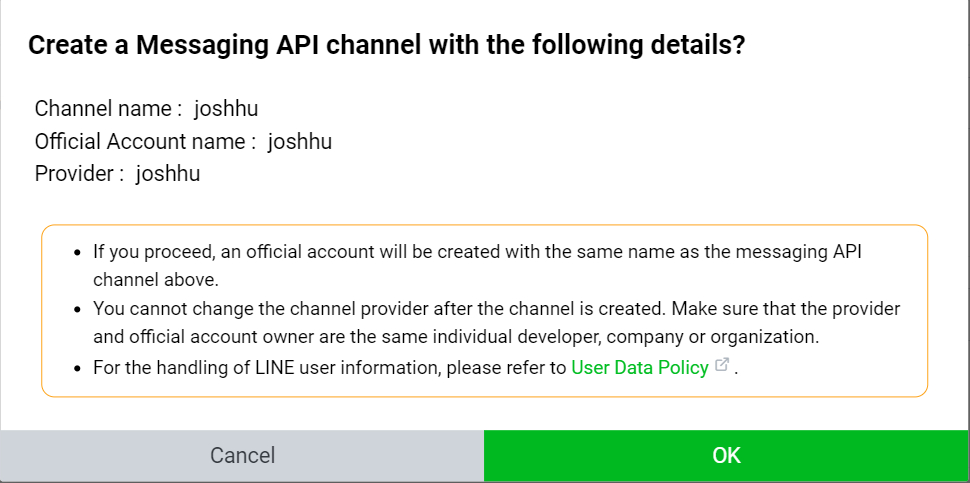 Create a Messaging API channel with the following details?
Channel name : joshhu
Official Account name : joshhu
Provider : joshhu
• If you proceed, an official account will be created with the same name as the messaging API
channel above.
• You cannot change the channel provider after the channel is created. Make sure that the provider
and official account owner are the same individual developer, company or organization.
• For the handling of LINE user information, please refer to User Data Policy .
Cancel
OK